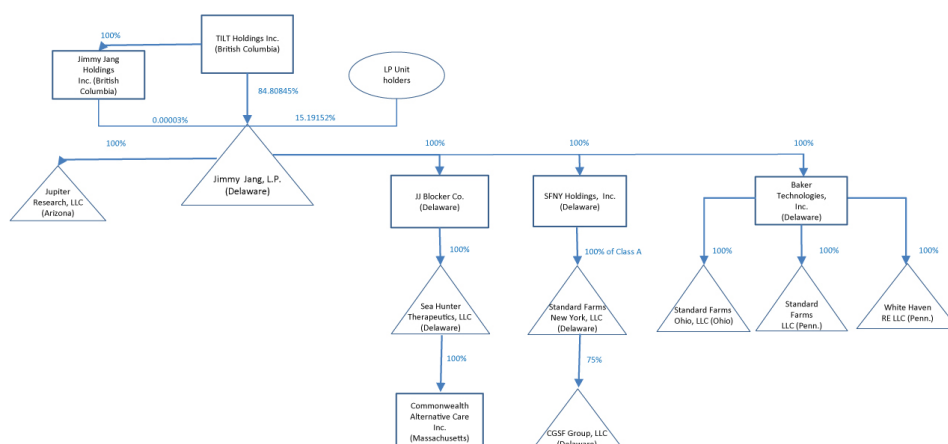 100%
TILT Holdings Inc.
(British Columbia)
Jimmy Jang
Holdings
Inc. (British
Columbia)
LP Unit
holders
84.80845%
0.00003%
15.19152%
100%
100%
100%
100%
Jimmy Jang, L.P.
(Delaware)
Jupiter
Research, LLC
(Arizona)
JJ Blocker Co.
(Delaware)
SFNY Holdings, Inc.
(Delaware)
Baker
Technologies,
Inc.
(Delaware)
100%
100% of Class A
100%
100%
100%
Sea Hunter
Therapeutics, LLC
(Delaware)
Standard Farms
New York, LLC
(Delaware)
Standard Farms
Ohio, LLC (Ohio)
Standard
Farms
LLC (Penn.)
White Haven
RE LLC (Penn.)
100%
75%
Commonwealth
Alternative Care
Inc.
(Massachusetts)
CGSF Group, LLC
(Delaware)